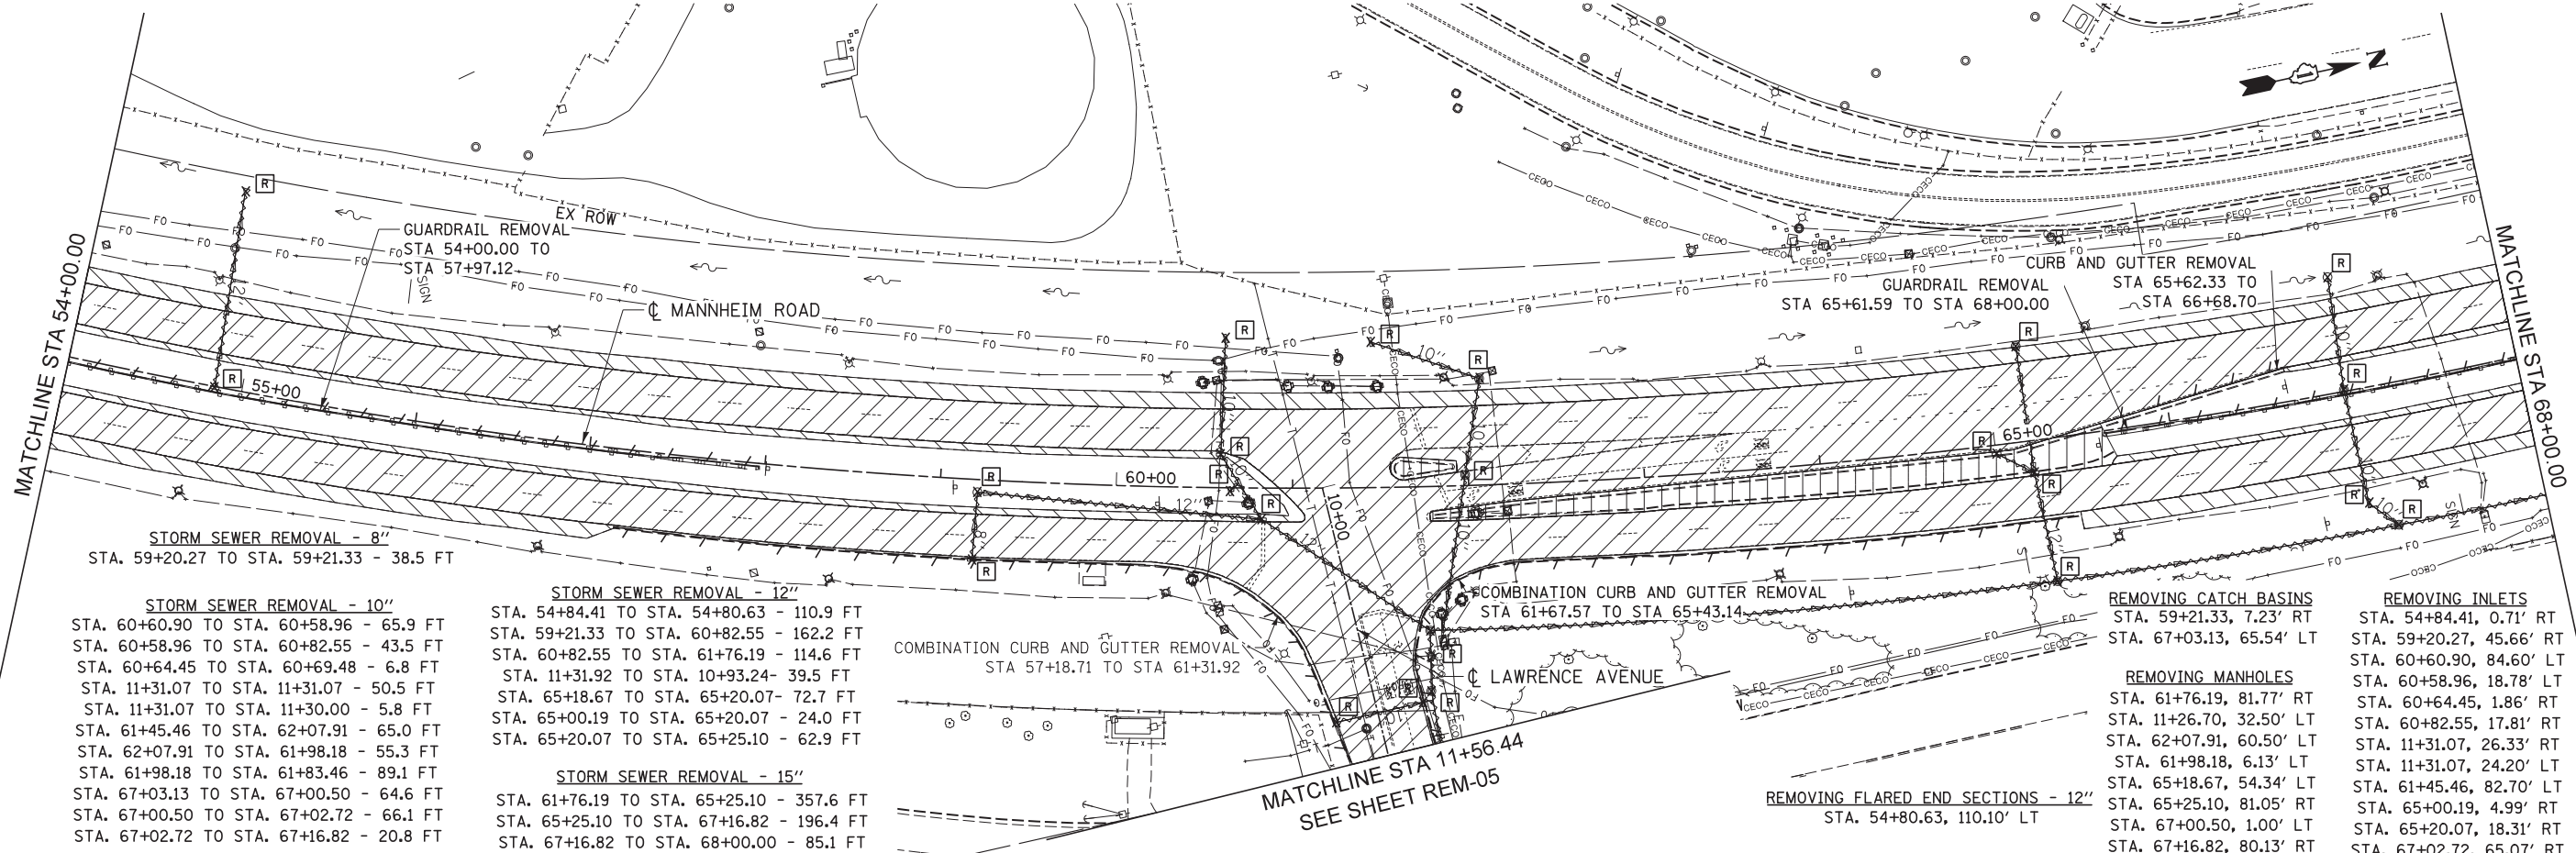 N
MATCHLINE STA 54+00.00
MATCHLINE STA 68+00.00
EX ROW
GUARDRAIL REMOVAL
STA 54+00.00 TO
STA 57+97.12
SIGN
℄ MANNHEIM ROAD
CURB AND GUTTER REMOVAL
STA 65+62.33 TO
STA 66+68.70
GUARDRAIL REMOVAL
STA 65+61.59 TO STA 68+00.00
55+00
60+00
65+00
10+00
SIGN
COMBINATION CURB AND GUTTER REMOVAL
STA 61+67.57 TO STA 65+43.14
COMBINATION CURB AND GUTTER REMOVAL
STA 57+18.71 TO STA 61+31.92
℄ LAWRENCE AVENUE
MATCHLINE STA 11+56.44
SEE SHEET REM-05
STORM SEWER REMOVAL - 8"
STA. 59+20.27 TO STA. 59+21.33 - 38.5 FT
STORM SEWER REMOVAL - 10"
STA. 60+60.90 TO STA. 60+58.96 - 65.9 FT
STA. 60+58.96 TO STA. 60+82.55 - 43.5 FT
STA. 60+64.45 TO STA. 60+69.48 - 6.8 FT
STA. 11+31.07 TO STA. 11+31.07 - 50.5 FT
STA. 11+31.07 TO STA. 11+30.00 - 5.8 FT
STA. 61+45.46 TO STA. 62+07.91 - 65.0 FT
STA. 62+07.91 TO STA. 61+98.18 - 55.3 FT
STA. 61+98.18 TO STA. 61+83.46 - 89.1 FT
STA. 67+03.13 TO STA. 67+00.50 - 64.6 FT
STA. 67+00.50 TO STA. 67+02.72 - 66.1 FT
STA. 67+02.72 TO STA. 67+16.82 - 20.8 FT
STORM SEWER REMOVAL - 12"
STA. 54+84.41 TO STA. 54+80.63 - 110.9 FT
STA. 59+21.33 TO STA. 60+82.55 - 162.2 FT
STA. 60+82.55 TO STA. 61+76.19 - 114.6 FT
STA. 11+31.92 TO STA. 10+93.24- 39.5 FT
STA. 65+18.67 TO STA. 65+20.07- 72.7 FT
STA. 65+00.19 TO STA. 65+20.07 - 24.0 FT
STA. 65+20.07 TO STA. 65+25.10 - 62.9 FT
STORM SEWER REMOVAL - 15"
STA. 61+76.19 TO STA. 65+25.10 - 357.6 FT
STA. 65+25.10 TO STA. 67+16.82 - 196.4 FT
STA. 67+16.82 TO STA. 68+00.00 - 85.1 FT
REMOVING FLARED END SECTIONS - 12"
STA. 54+80.63, 110.10' LT
REMOVING CATCH BASINS
STA. 59+21.33, 7.23' RT
STA. 67+03.13, 65.54' LT
REMOVING MANHOLES
STA. 61+76.19, 81.77' RT
STA. 11+26.70, 32.50' LT
STA. 62+07.91, 60.50' LT
STA. 61+98.18, 6.13' LT
STA. 65+18.67, 54.34' LT
STA. 65+25.10, 81.05' RT
STA. 67+00.50, 1.00' LT
STA. 67+16.82, 80.13' RT
REMOVING INLETS
STA. 54+84.41, 0.71' RT
STA. 59+20.27, 45.66' RT
STA. 60+60.90, 84.60' LT
STA. 60+58.96, 18.78' LT
STA. 60+64.45, 1.86' RT
STA. 60+82.55, 17.81' RT
STA. 11+31.07, 26.33' RT
STA. 11+31.07, 24.20' LT
STA. 61+45.46, 82.70' LT
STA. 65+00.19, 4.99' RT
STA. 65+20.07, 18.31' RT
STA. 67+02.72, 65.07' RT